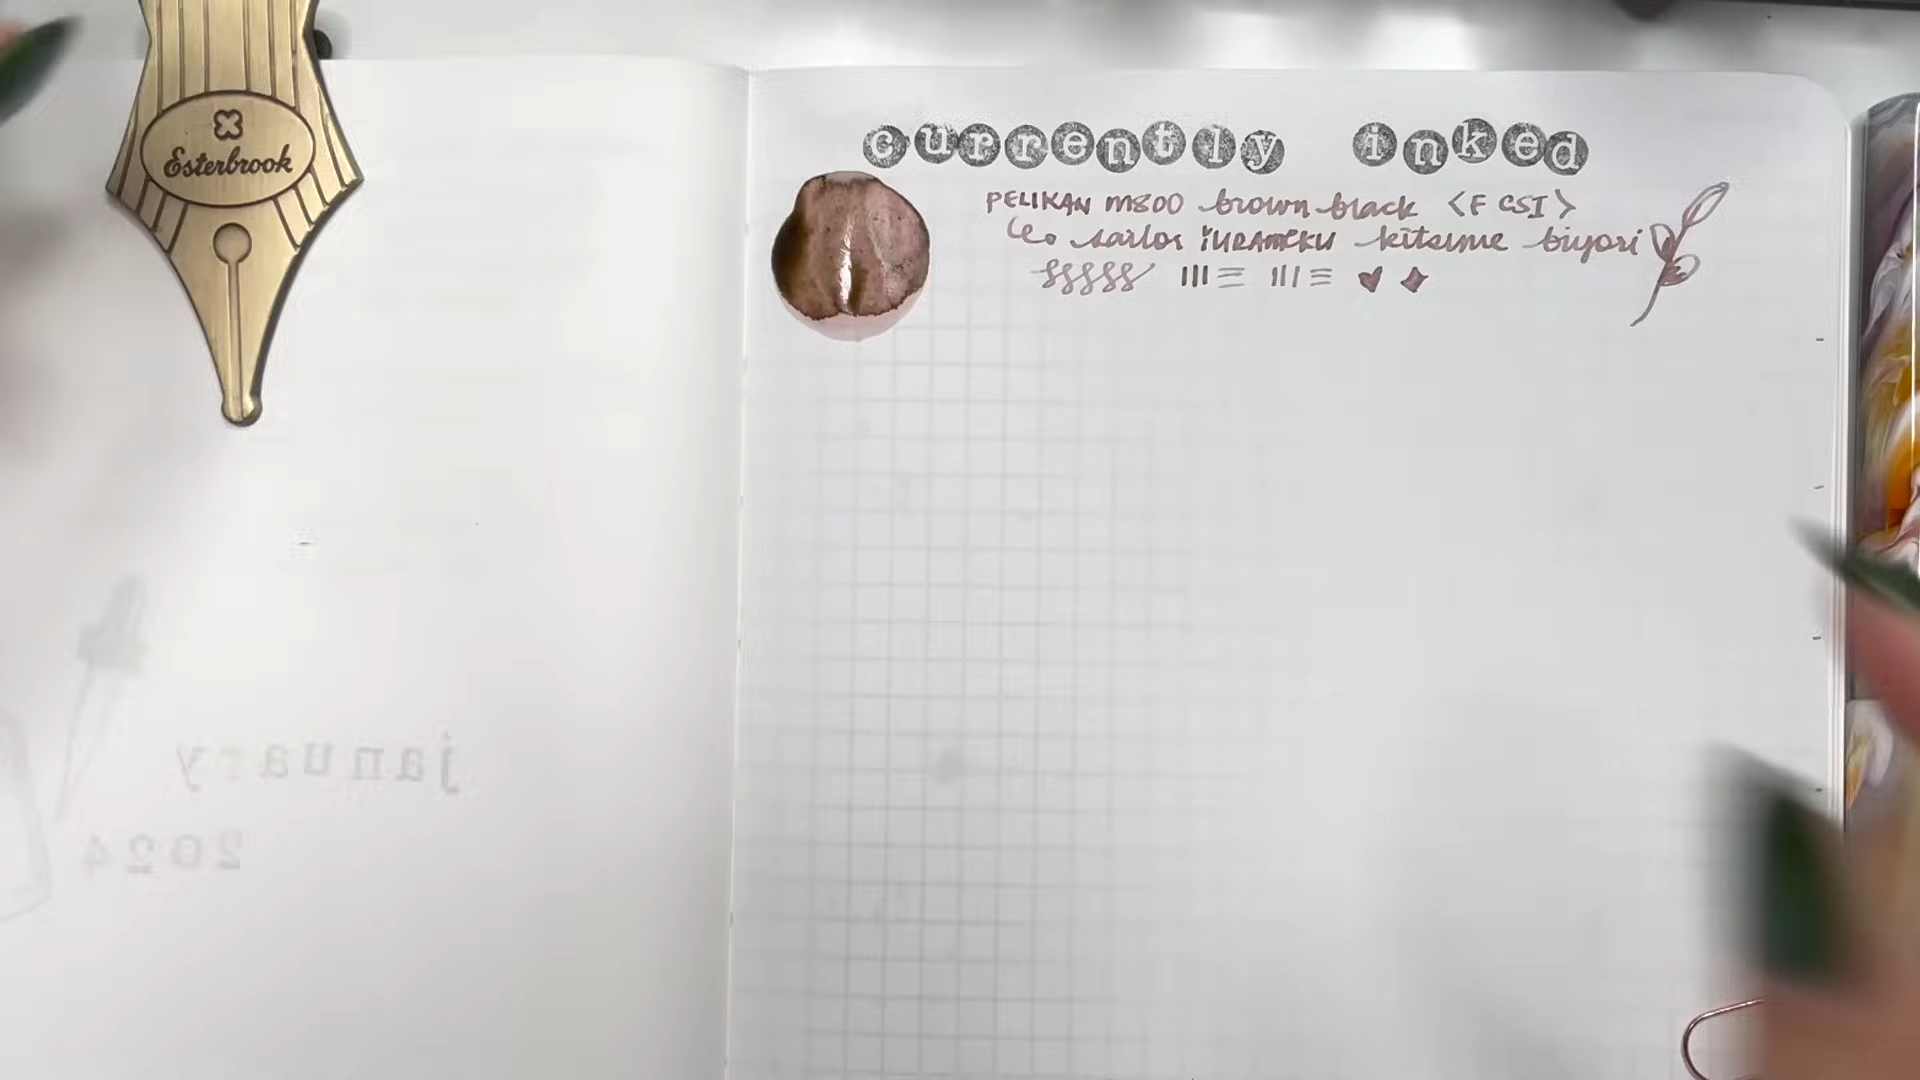 Esterbrook
january
2024
currently inked
PELIKAN m800 brown-black <F CSI>
sailor YURAMEKU kitsune biyori